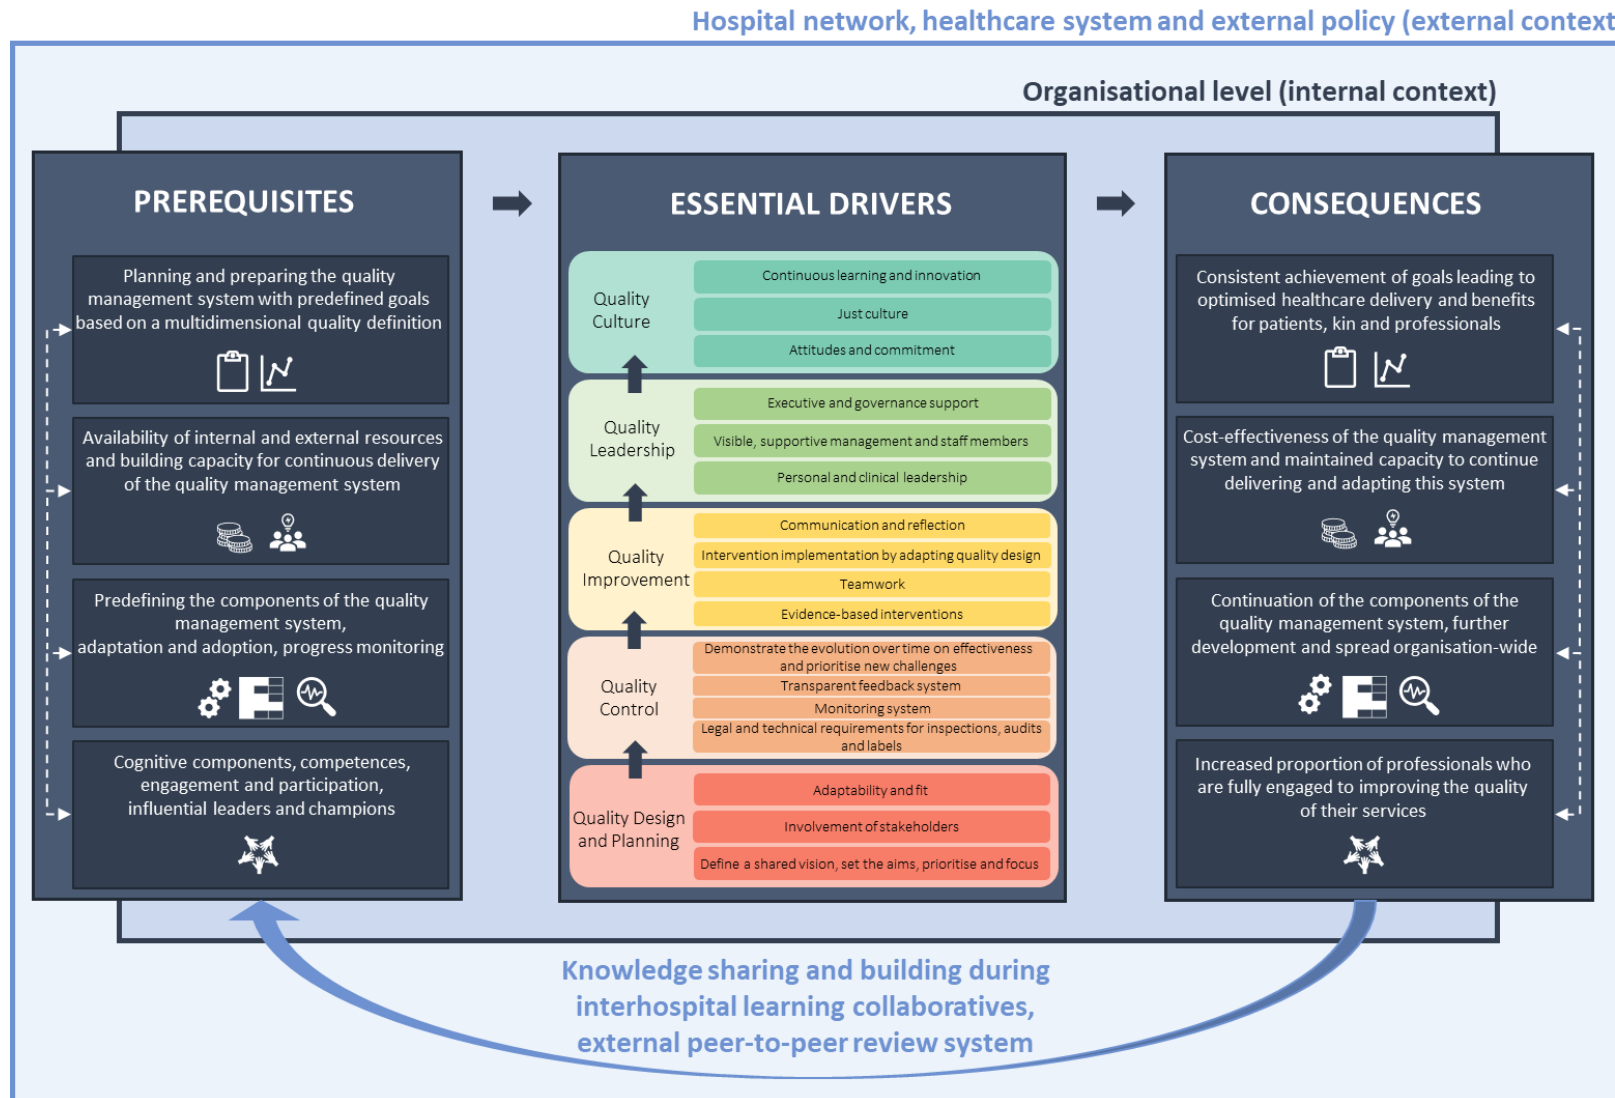 Hospital network, healthcare system and external policy (external context
Organisational level (internal context)
PREREQUISITES
Planning and preparing the quality
management system with predefined goals
based on a multidimensional quality definition
Availability of internal and external resources
and building capacity for continuous delivery
of the quality management system
Predefining the components of the quality
management system,
adaptation and adoption, progress monitoring
Cognitive components, competences,
engagement and participation,
influential leaders and champions
ESSENTIAL DRIVERS
Quality
Culture
Continuous learning and innovation
Just culture
Attitudes and commitment
Quality
Leadership
Executive and governance support
Visible, supportive management and staff members
Personal and clinical leadership
Quality
Improvement
Communication and reflection
Intervention implementation by adapting quality design
Teamwork
Evidence-based interventions
Quality
Control
Demonstrate the evolution over time on effectiveness
and prioritise new challenges
Transparent feedback system
Monitoring system
Legal and technical requirements for inspections, audits
and labels
Quality Design
and Planning
Adaptability and fit
Involvement of stakeholders
Define a shared vision, set the aims, prioritise and focus
CONSEQUENCES
Consistent achievement of goals leading to
optimised healthcare delivery and benefits
for patients, kin and professionals
Cost-effectiveness of the quality management
system and maintained capacity to continue
delivering and adapting this system
Continuation of the components of the
quality management system, further
development and spread organisation-wide
Increased proportion of professionals who
are fully engaged to improving the quality
of their services
Knowledge sharing and building during
interhospital learning collaboratives,
external peer-to-peer review system